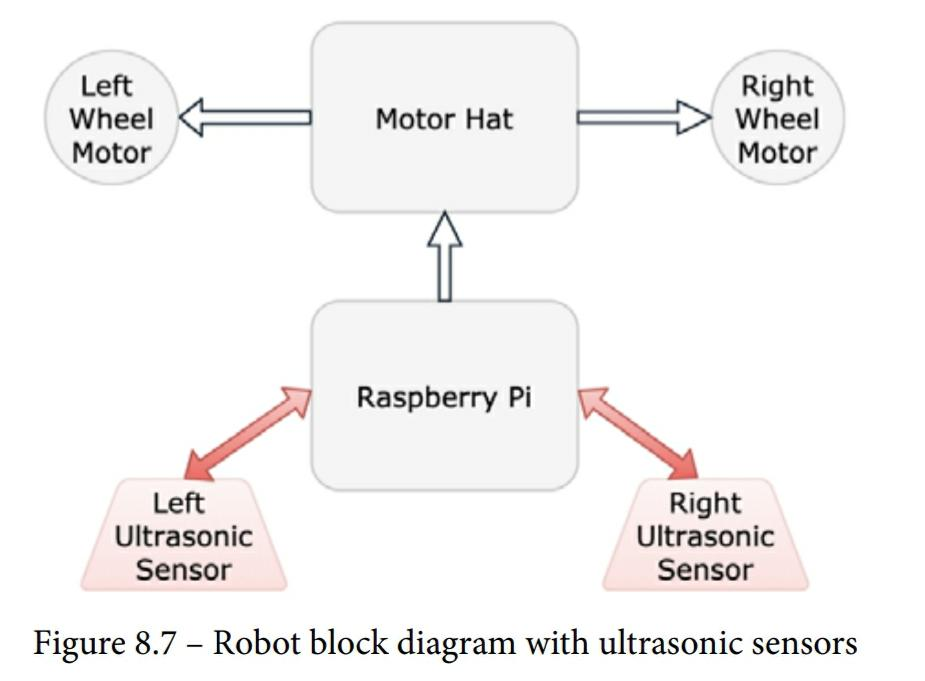 Left
Wheel
Motor
Motor Hat
Right
Wheel
Motor
Raspberry Pi
Left
Ultrasonic
Sensor
Right
Ultrasonic
Sensor
Figure 8.7 – Robot block diagram with ultrasonic sensors